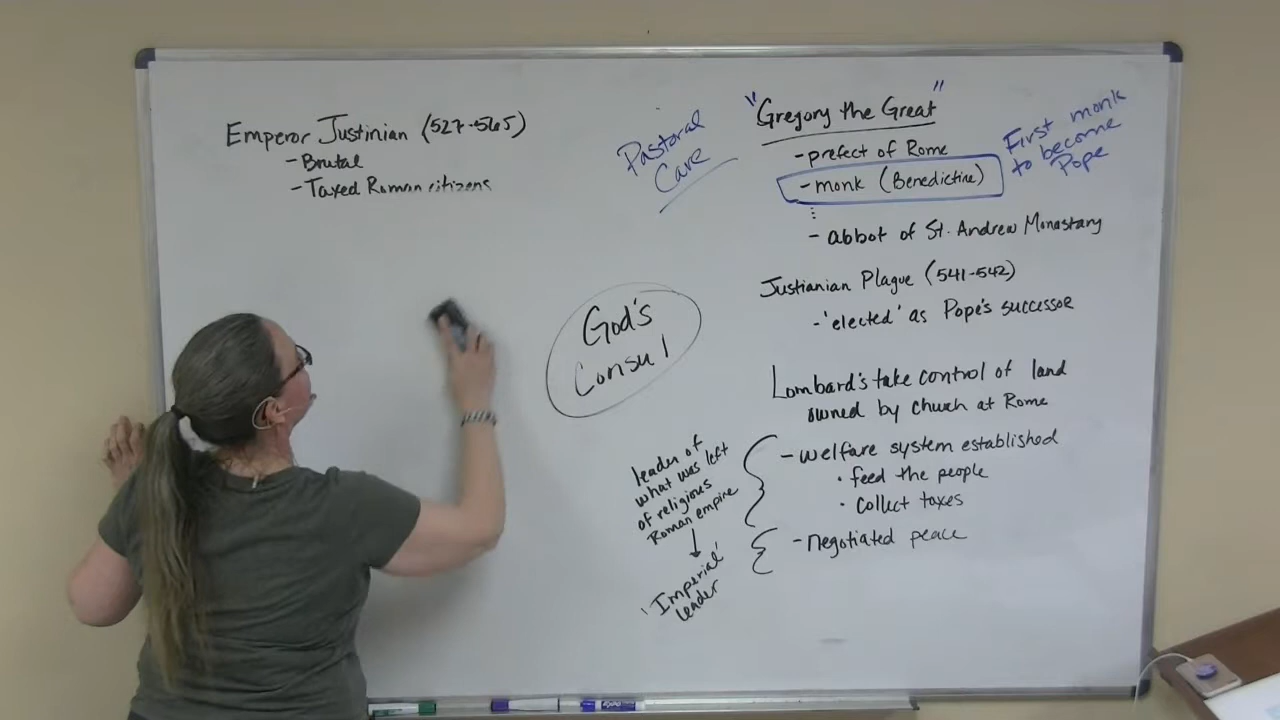 Emperor Justinian (527-565)
- Brutal
- Taxed Roman citizens
Pastoral
Care
"Gregory the Great"
- prefect of Rome
- monk (Benedictine)
- abbot of St. Andrew Monastary
First monk
to become
Pope
Justianian Plague (541-542)
- 'elected' as Pope's successor
God's
Consul
Lombard's take control of land
owned by church at Rome
- welfare system established
• feed the people
• Collect taxes
- negotiated peace
leader of
what was left
of religious
Roman empire
'Imperial'
leader